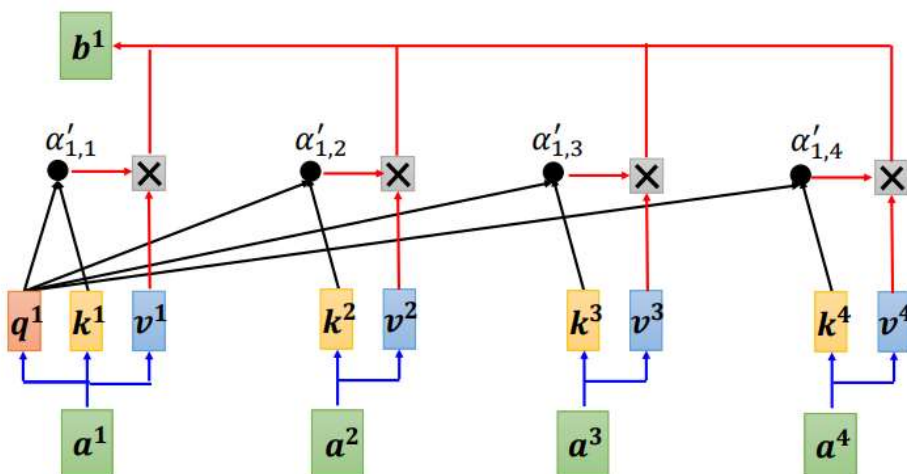 b¹
α′₁,₁ α′₁,₂ α′₁,₃ α′₁,₄
q¹ k¹ v¹ k² v² k³ v³ k⁴ v⁴
a¹ a² a³ a⁴